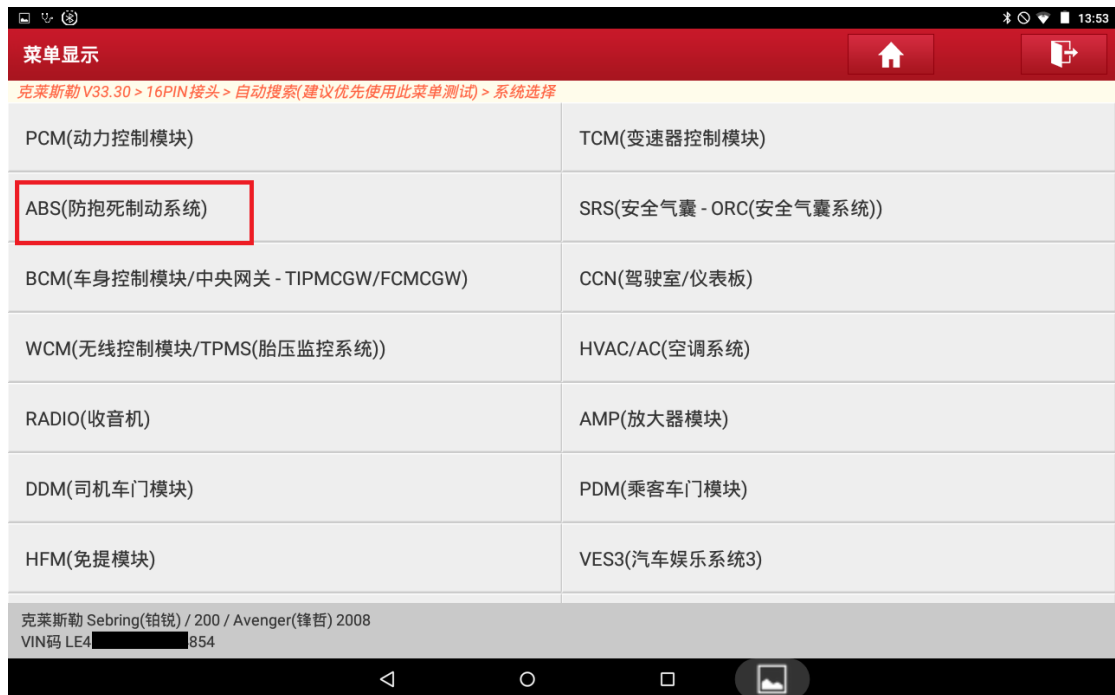 13:53
菜单显示
克莱斯勒 V33.30 > 16PIN接头 > 自动搜索(建议优先使用此菜单测试) > 系统选择
PCM(动力控制模块)
TCM(变速器控制模块)
ABS(防抱死制动系统)
SRS(安全气囊 - ORC(安全气囊系统))
BCM(车身控制模块/中央网关 - TIPMCGW/FCMCGW)
CCN(驾驶室/仪表板)
WCM(无线控制模块/TPMS(胎压监控系统))
HVAC/AC(空调系统)
RADIO(收音机)
AMP(放大器模块)
DDM(司机车门模块)
PDM(乘客车门模块)
HFM(免提模块)
VES3(汽车娱乐系统3)
克莱斯勒 Sebring(铂锐) / 200 / Avenger(锋哲) 2008
VIN码 LE4 854